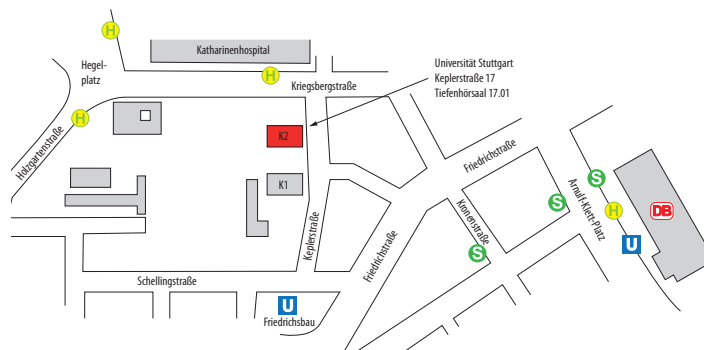 H
Katharinenhospital
Hegel-
platz
H
Kriegsbergstraße
Universität Stuttgart
Keplerstraße 17
Tiefenhörsaal 17.01
H
Holzgartenstraße
K2
K1
Keplerstraße
Friedrichstraße
Friedrichstraße
Kronenstraße
S
S
S
Arnulf-Klett-Platz
H
DB
U
Schellingstraße
U
Friedrichsbau